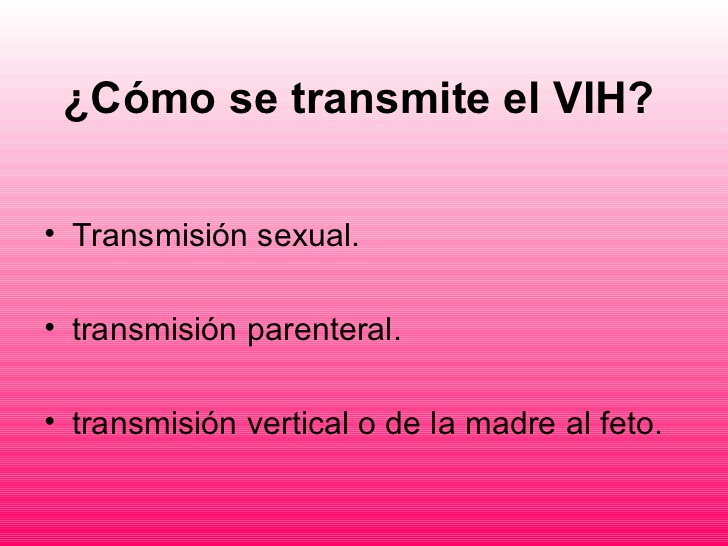 ¿Cómo se transmite el VIH?
• Transmisión sexual.
• transmisión parenteral.
• transmisión vertical o de la madre al feto.